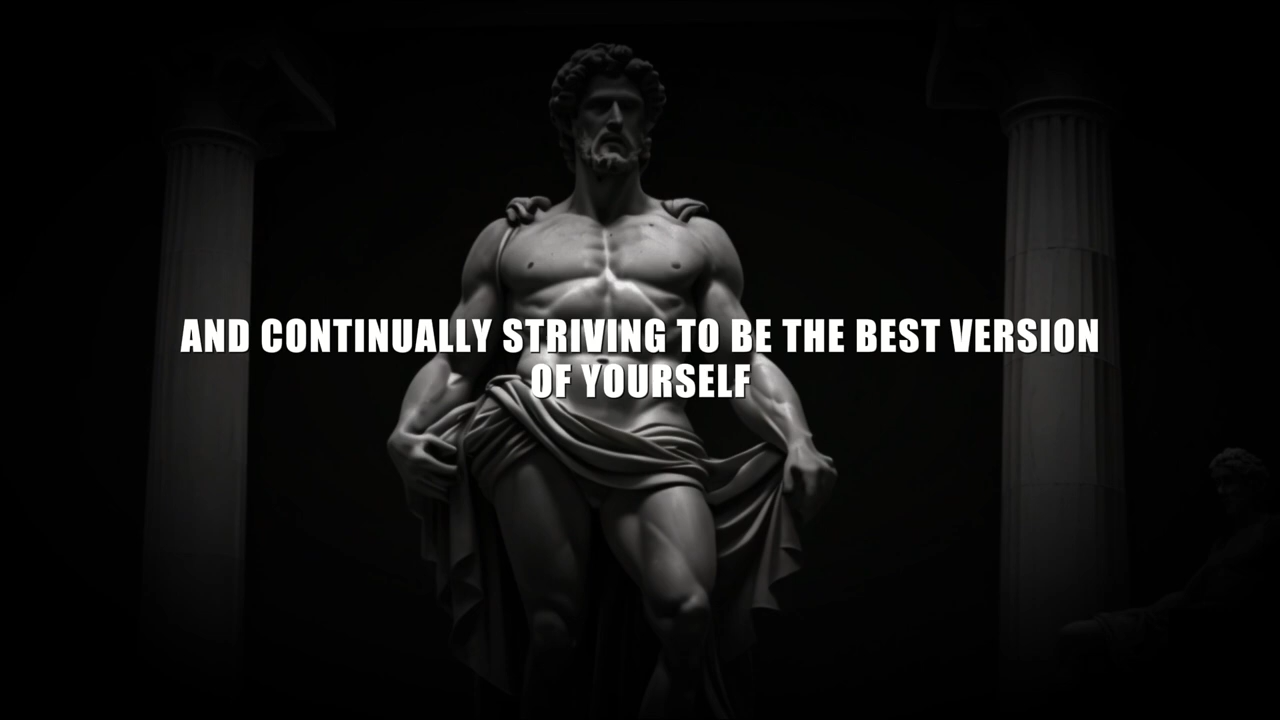 AND CONTINUALLY STRIVING TO BE THE BEST VERSION
OF YOURSELF